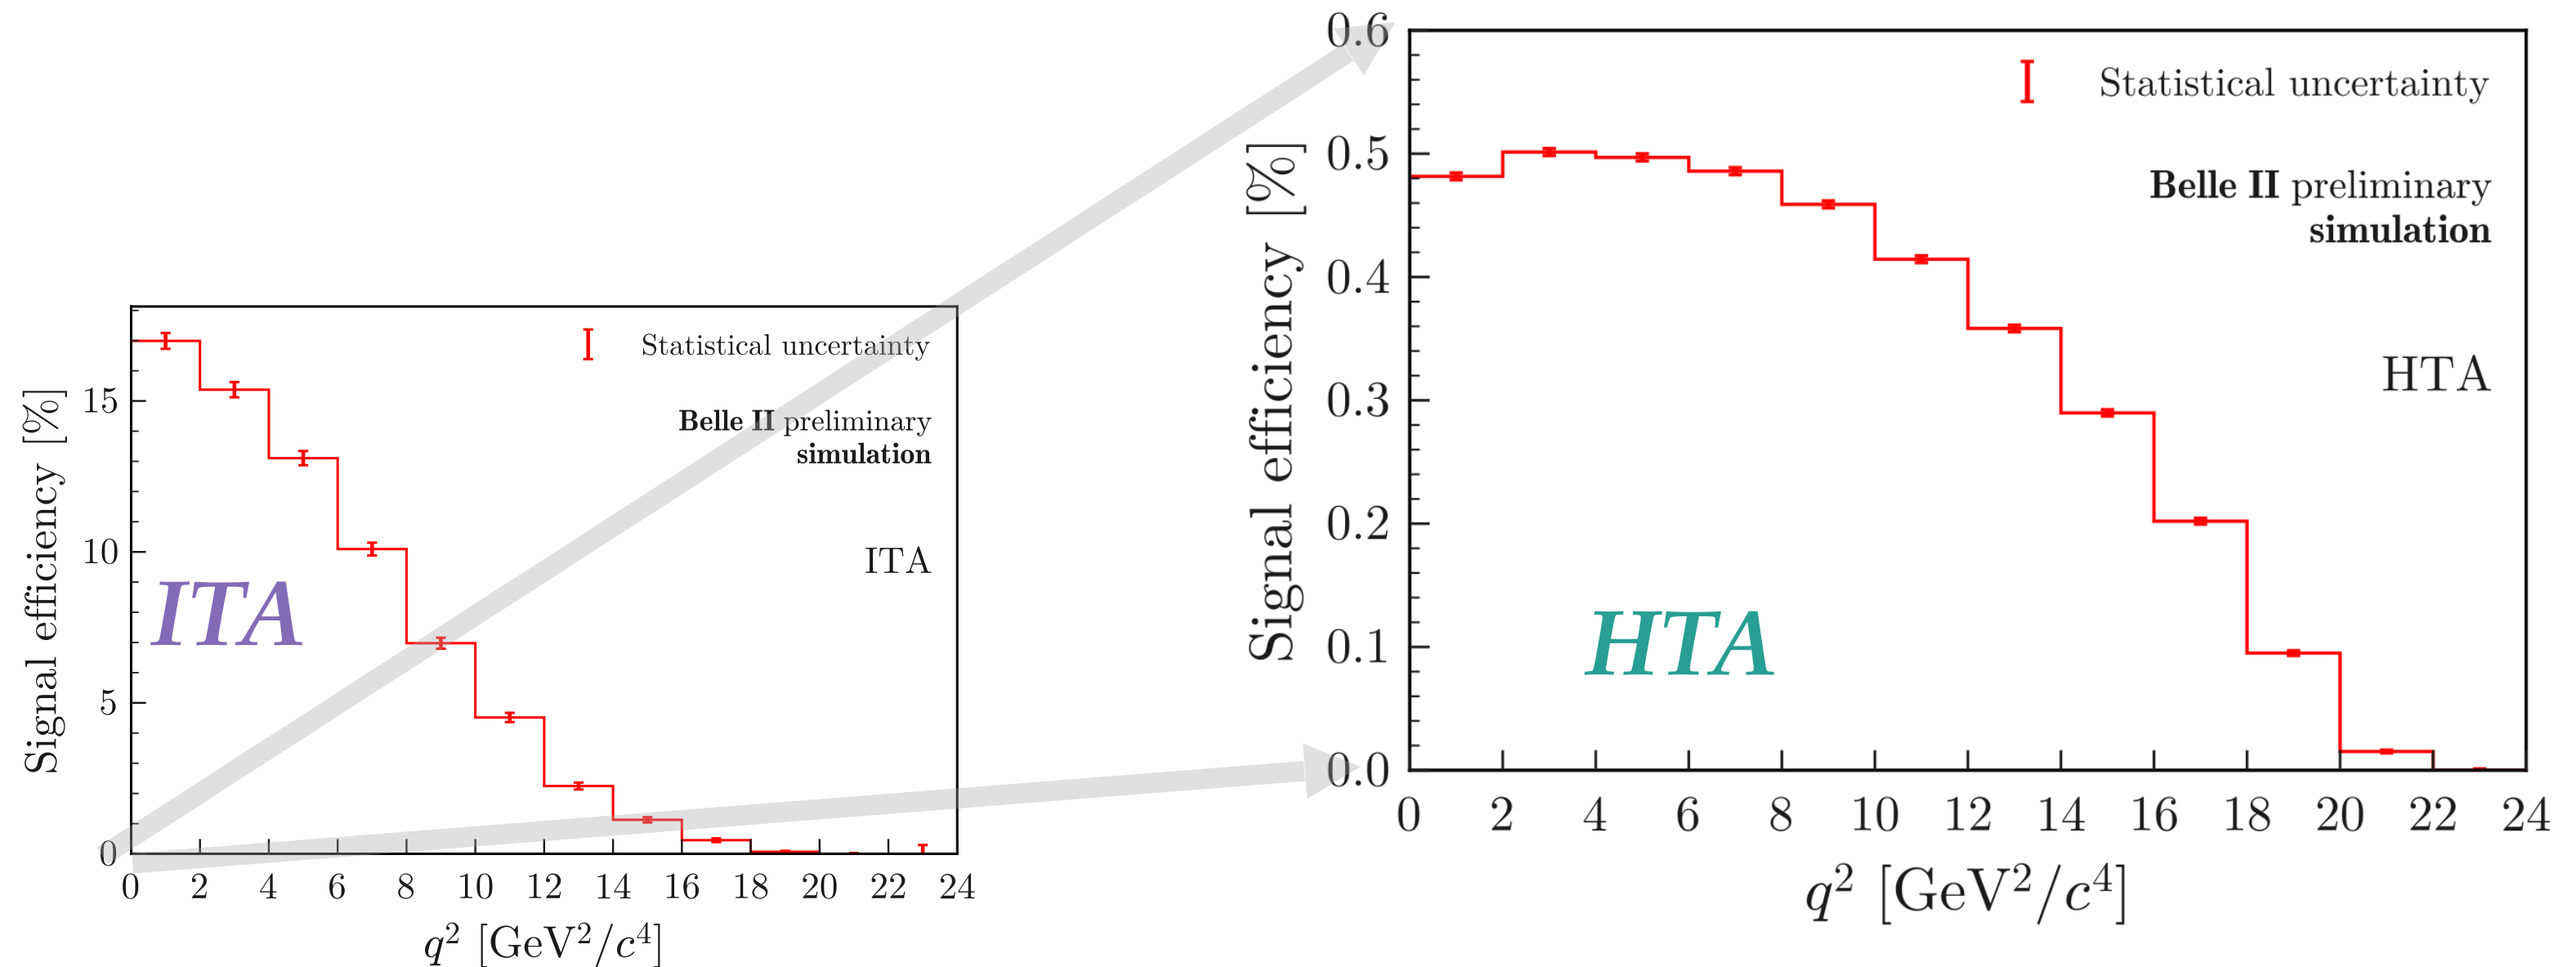 Signal efficiency [%]
15
10
5
0
0 2 4 6 8 10 12 14 16 18 20 22 24
q² [GeV²/c⁴]
Statistical uncertainty
Belle II preliminary
simulation
ITA
ITA
Signal efficiency [%]
0.6
0.5
0.4
0.3
0.2
0.1
0.0
0 2 4 6 8 10 12 14 16 18 20 22 24
q² [GeV²/c⁴]
Statistical uncertainty
Belle II preliminary
simulation
HTA
HTA